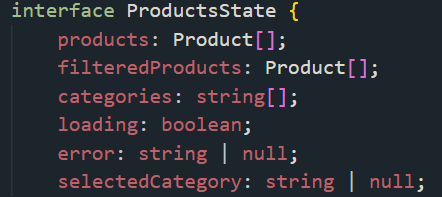 interface ProductsState {
    products: Product[];
    filteredProducts: Product[];
    categories: string[];
    loading: boolean;
    error: string | null;
    selectedCategory: string | null;